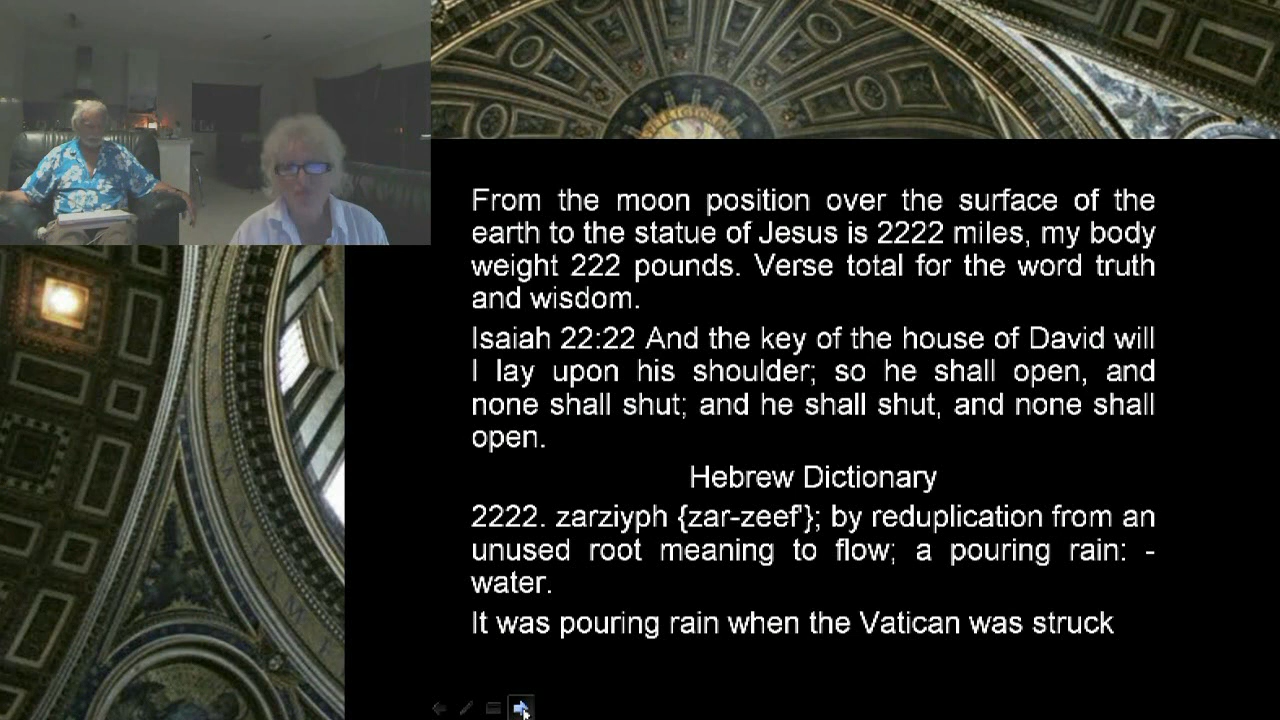 From the moon position over the surface of the
earth to the statue of Jesus is 2222 miles, my body
weight 222 pounds. Verse total for the word truth
and wisdom.
Isaiah 22:22 And the key of the house of David will
I lay upon his shoulder; so he shall open, and
none shall shut; and he shall shut, and none shall
open.
Hebrew Dictionary
2222. zarziyph {zar-zeef'}; by reduplication from an
unused root meaning to flow; a pouring rain: -
water.
It was pouring rain when the Vatican was struck